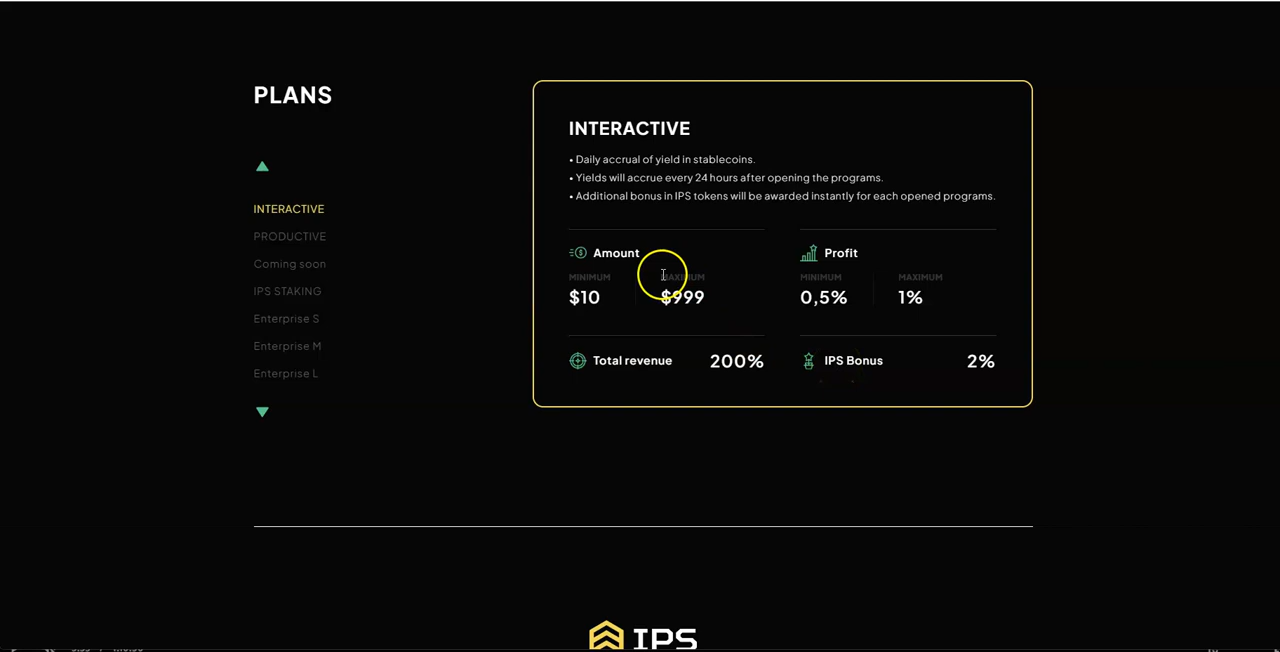 PLANS
INTERACTIVE
PRODUCTIVE
Coming soon
IPS STAKING
Enterprise S
Enterprise M
Enterprise L
INTERACTIVE
• Daily accrual of yield in stablecoins.
• Yields will accrue every 24 hours after opening the programs.
• Additional bonus in IPS tokens will be awarded instantly for each opened programs.
Amount
MINIMUM MAXIMUM
$10 $999
Profit
MINIMUM MAXIMUM
0,5% 1%
Total revenue 200%
IPS Bonus 2%
IPS